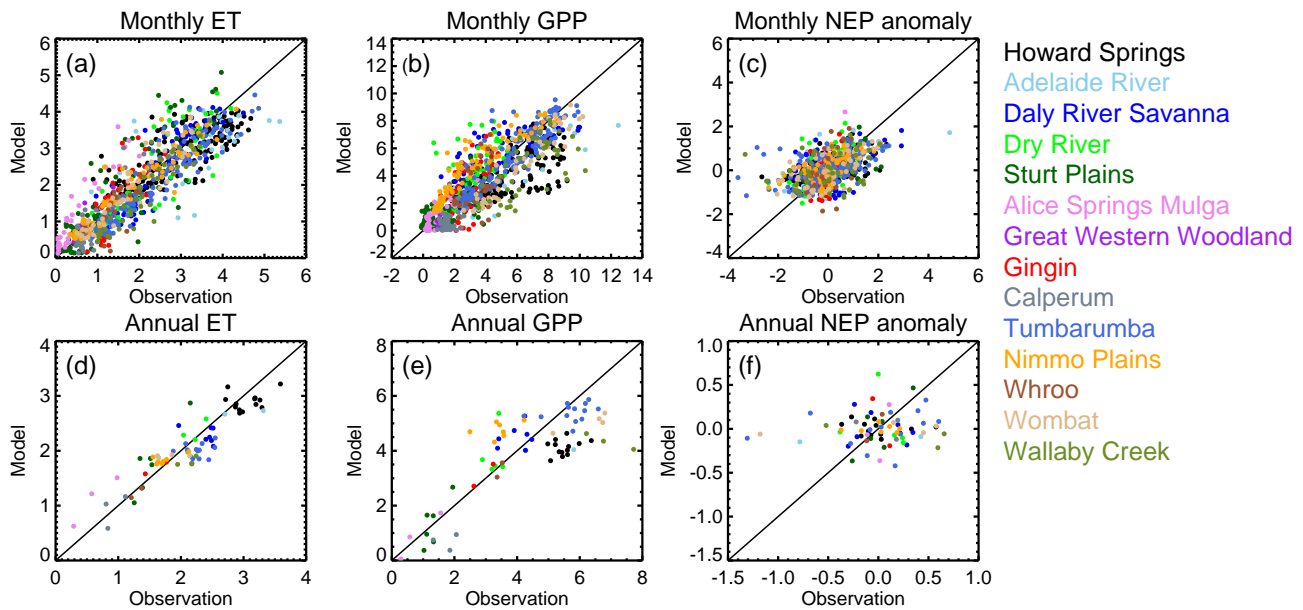 Monthly ET
Monthly GPP
Monthly NEP anomaly
(a)
(b)
(c)
Model
6
5
4
3
2
1
0
0 1 2 3 4 5 6
Observation
Model
14
12
10
8
6
4
2
0
-2
-2 0 2 4 6 8 10 12 14
Observation
Model
6
4
2
0
-2
-4
-4 -2 0 2 4 6
Observation
Annual ET
Annual GPP
Annual NEP anomaly
(d)
(e)
(f)
Model
4
3
2
1
0
0 1 2 3 4
Observation
Model
8
6
4
2
0
0 2 4 6 8
Observation
Model
1.0
0.5
0.0
-0.5
-1.0
-1.5
-1.5 -1.0 -0.5 0.0 0.5 1.0
Observation
Howard Springs
Adelaide River
Daly River Savanna
Dry River
Sturt Plains
Alice Springs Mulga
Great Western Woodland
Gingin
Calperum
Tumbarumba
Nimmo Plains
Whroo
Wombat
Wallaby Creek